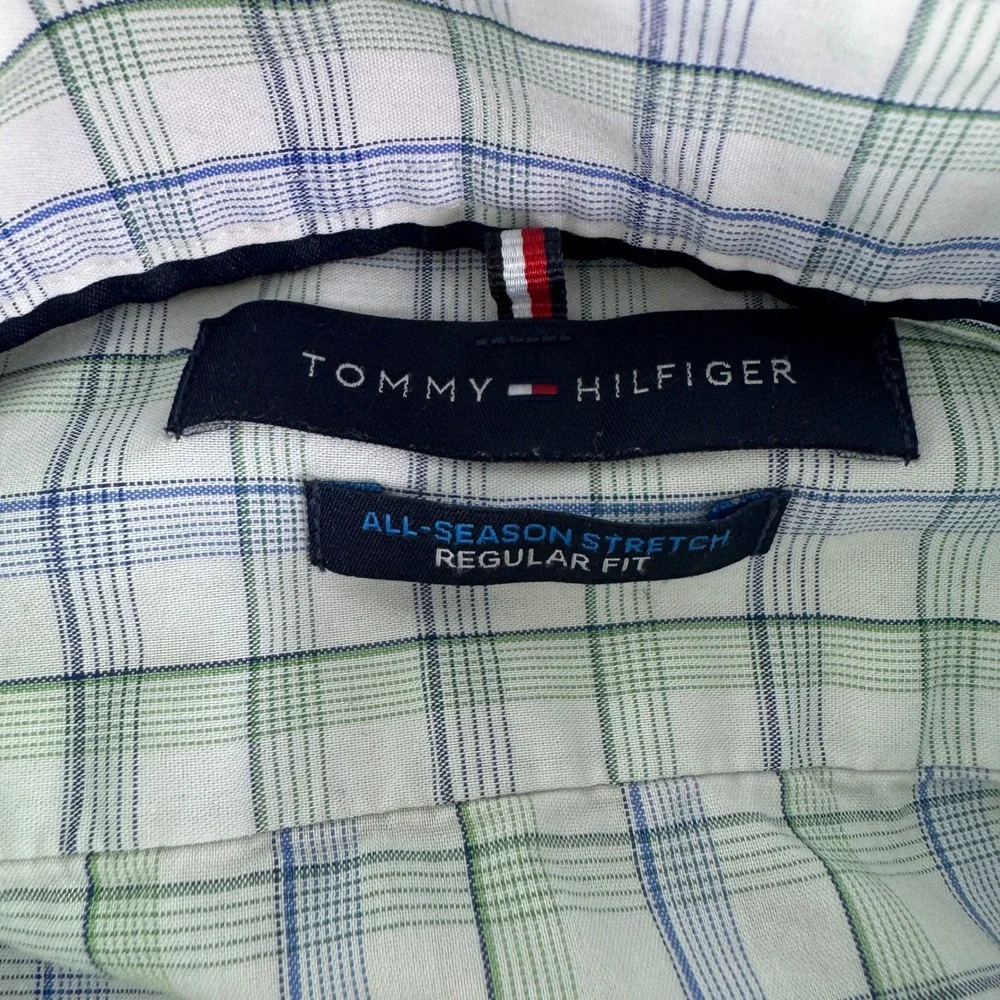 TOMMY HILFIGER
ALL-SEASON STRETCH
REGULAR FIT